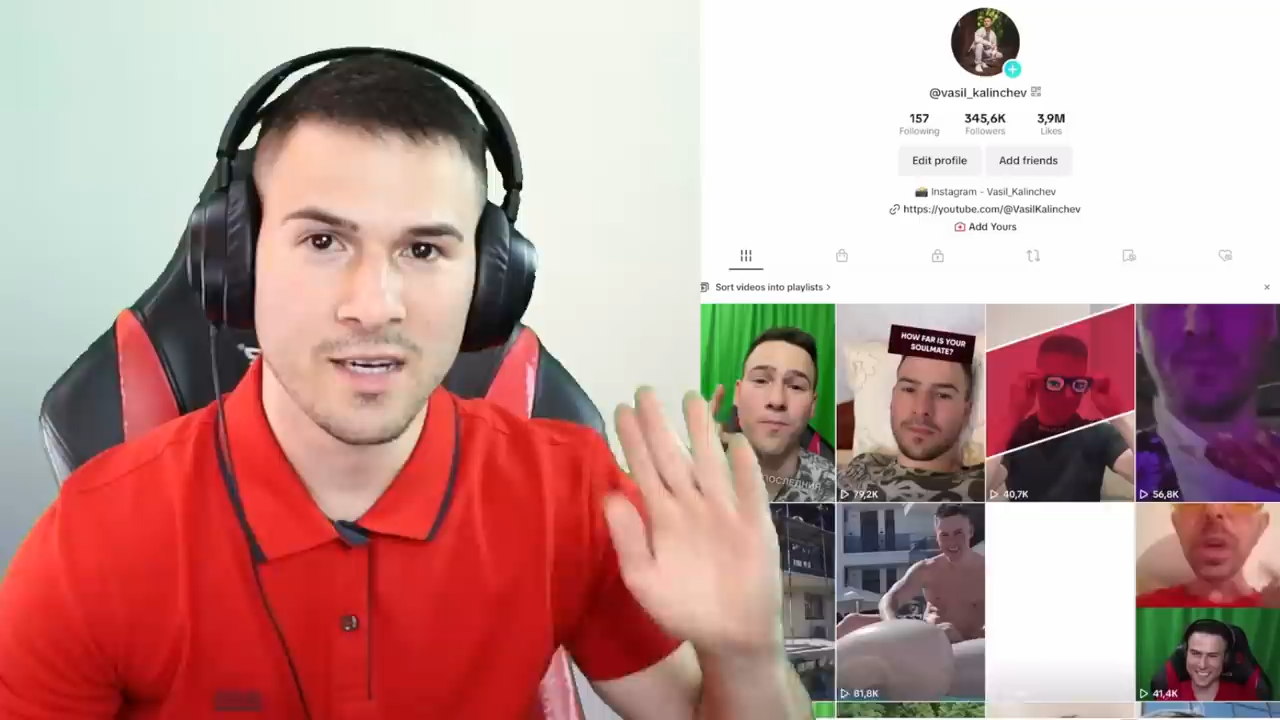 @vasil_kalinchev
157 345,6K 3,9M
Following Followers Likes
Edit profile Add friends
Instagram - Vasil_Kalinchev
https://youtube.com/@VasilKalinchev
Add Yours
Sort videos into playlists >
HOW FAR IS YOUR
SOULMATE?
ПОСЛЕДНИЯ
79,2K
40,7K
56,8K
81,8K
41,4K